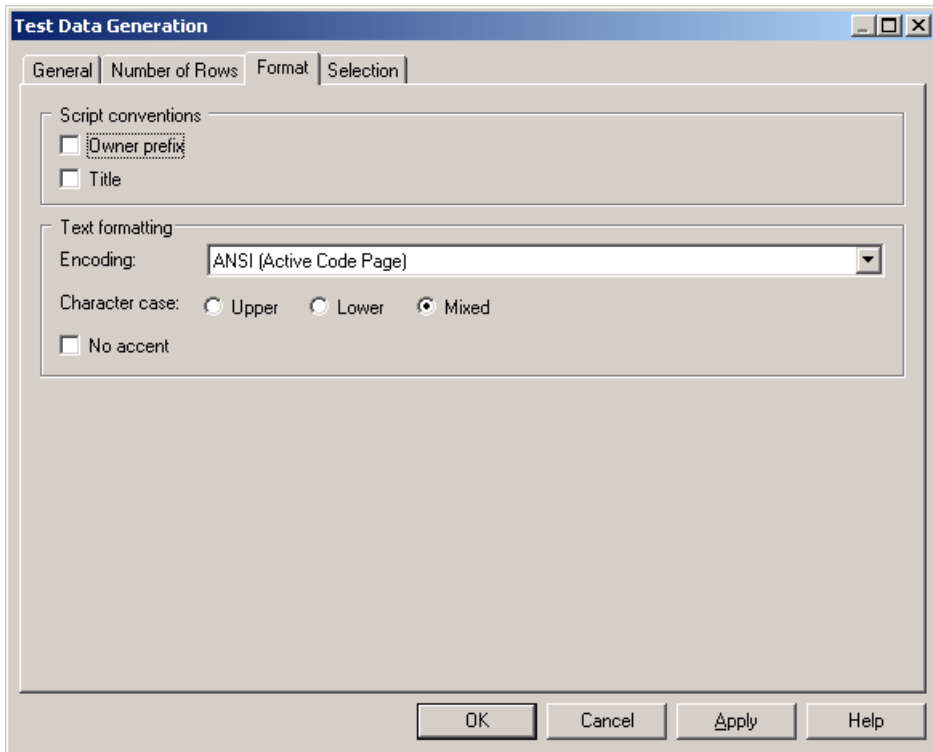 Test Data Generation
General Number of Rows Format Selection
Script conventions
Owner prefix
Title
Text formatting
Encoding: ANSI (Active Code Page)
Character case: Upper Lower Mixed
No accent
OK Cancel Apply Help